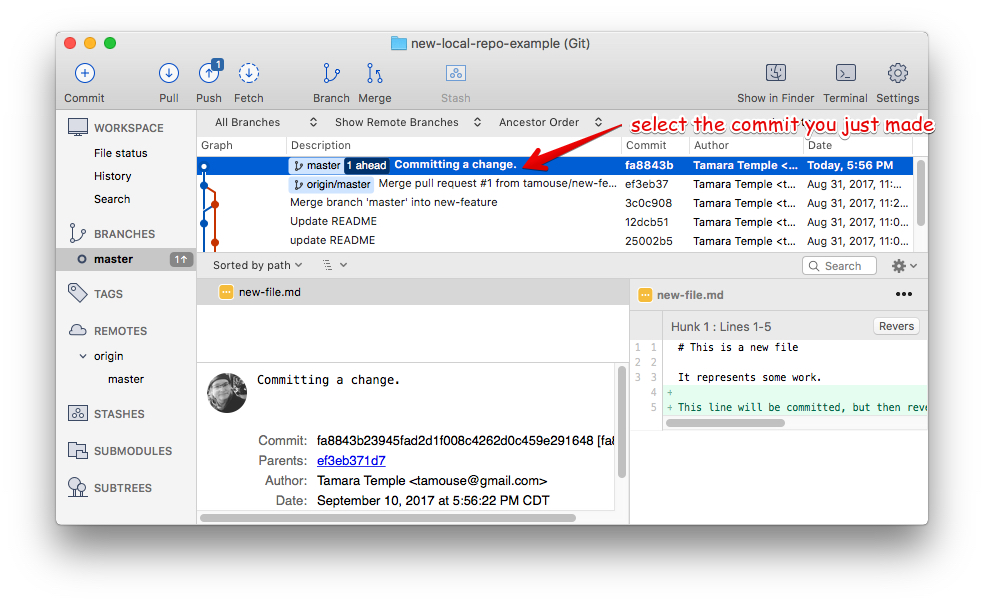 new-local-repo-example (Git)
1
Commit Pull Push Fetch Branch Merge Stash Show in Finder Terminal Settings
WORKSPACE
File status
History
Search
BRANCHES
master 1↑
TAGS
REMOTES
origin
master
STASHES
SUBMODULES
SUBTREES
All Branches Show Remote Branches Ancestor Order
select the commit you just made
Graph Description Commit Author Date
master 1 ahead Committing a change. fa8843b Tamara Temple <... Today, 5:56 PM
origin/master Merge pull request #1 from tamouse/new-fe... ef3eb37 Tamara Temple <t... Aug 31, 2017, 11:...
Merge branch 'master' into new-feature 3c0c908 Tamara Temple <t... Aug 31, 2017, 11:2...
Update README 12dcb51 Tamara Temple <t... Aug 31, 2017, 11:0...
update README 25002b5 Tamara Temple <t... Aug 31, 2017, 11:0...
Sorted by path Search
new-file.md
Committing a change.
Commit: fa8843b23945fad2d1f008c4262d0c459e291648 [fa8
Parents: ef3eb371d7
Author: Tamara Temple <tamouse@gmail.com>
Date: September 10, 2017 at 5:56:22 PM CDT
new-file.md •••
Hunk 1 : Lines 1-5 Revers
1 1 # This is a new file
2 2
3 3 It represents some work.
4 +
5 + This line will be committed, but then reve